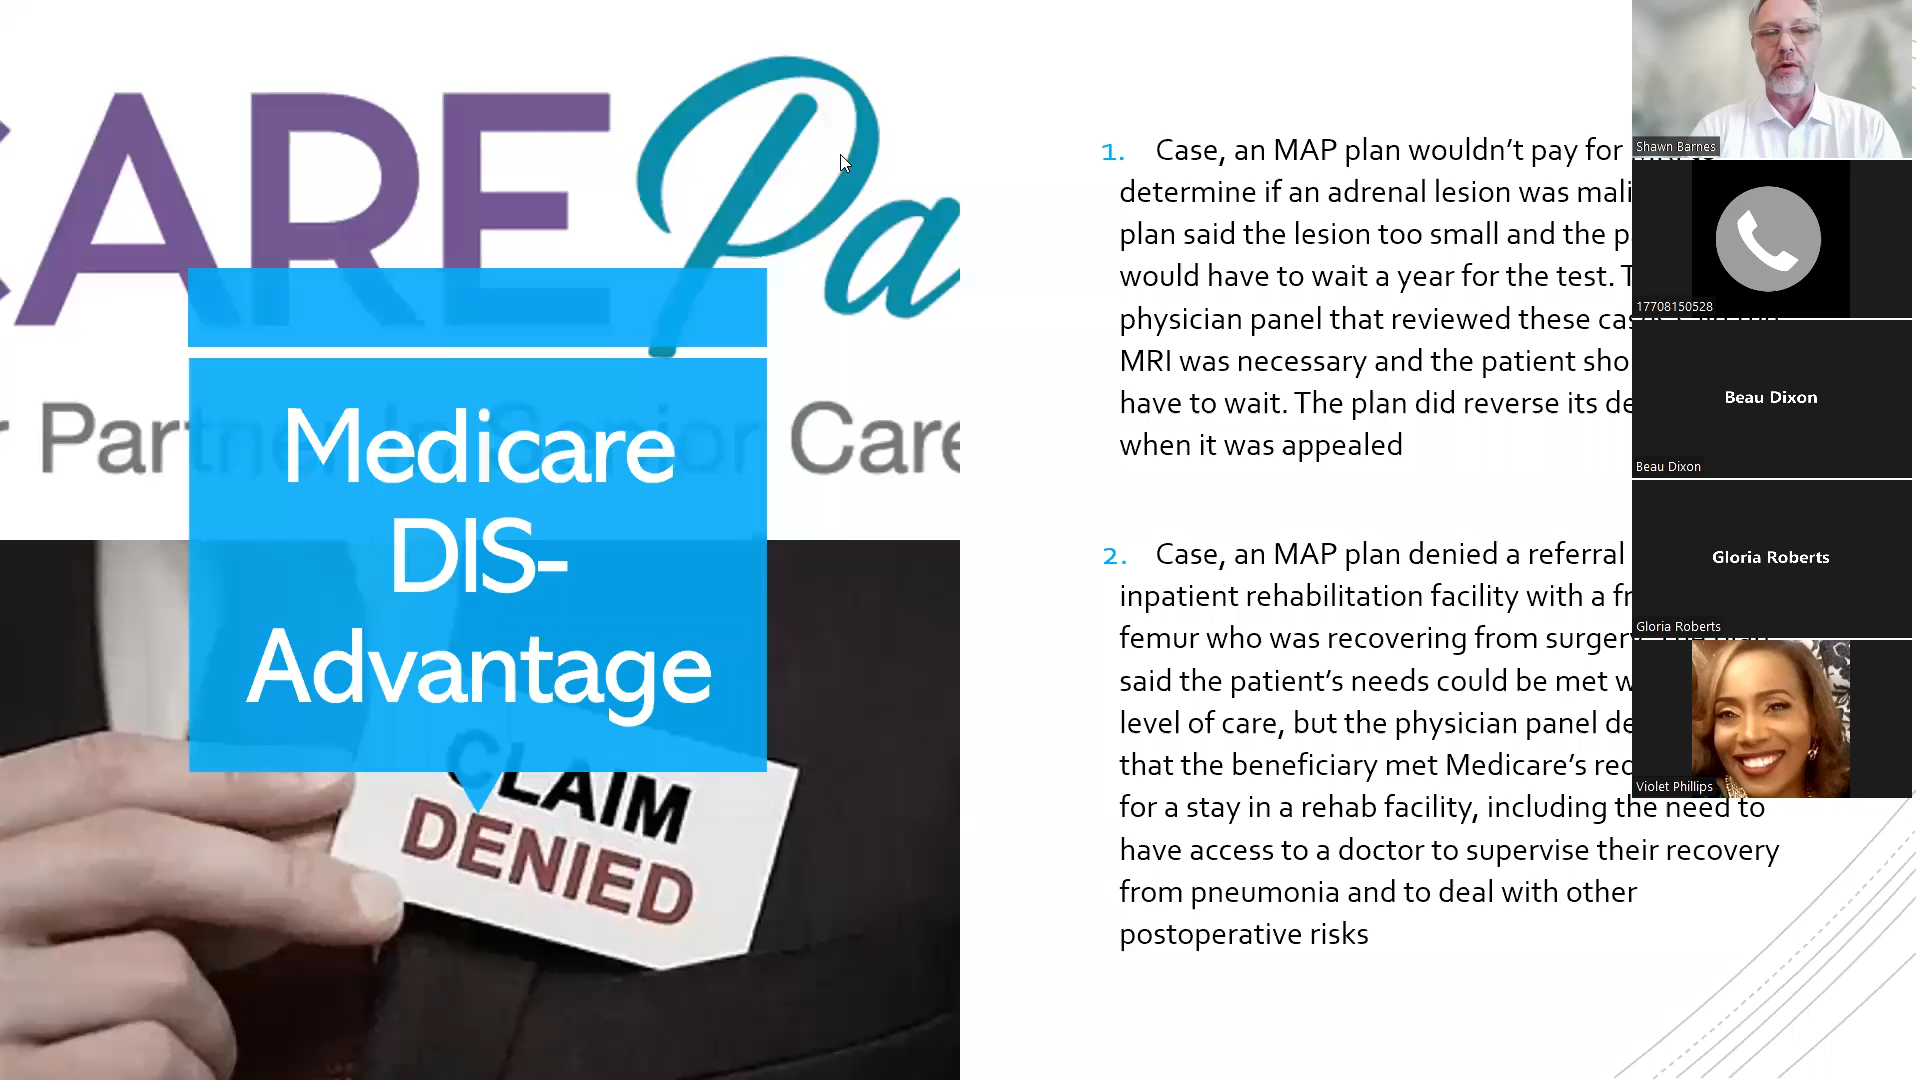 CARE Pa
r Partner In Senior Care
Medicare
DIS-
Advantage
CLAIM
DENIED
1. Case, an MAP plan wouldn’t pay for
determine if an adrenal lesion was mali
plan said the lesion too small and the p
would have to wait a year for the test. T
physician panel that reviewed these cas
MRI was necessary and the patient sho
have to wait. The plan did reverse its de
when it was appealed
2. Case, an MAP plan denied a referral
inpatient rehabilitation facility with a fr
femur who was recovering from surgery
said the patient’s needs could be met w
level of care, but the physician panel de
that the beneficiary met Medicare’s req
for a stay in a rehab facility, including the need to
have access to a doctor to supervise their recovery
from pneumonia and to deal with other
postoperative risks
Shawn Barnes
17708150528
Beau Dixon
Beau Dixon
Gloria Roberts
Gloria Roberts
Violet Phillips